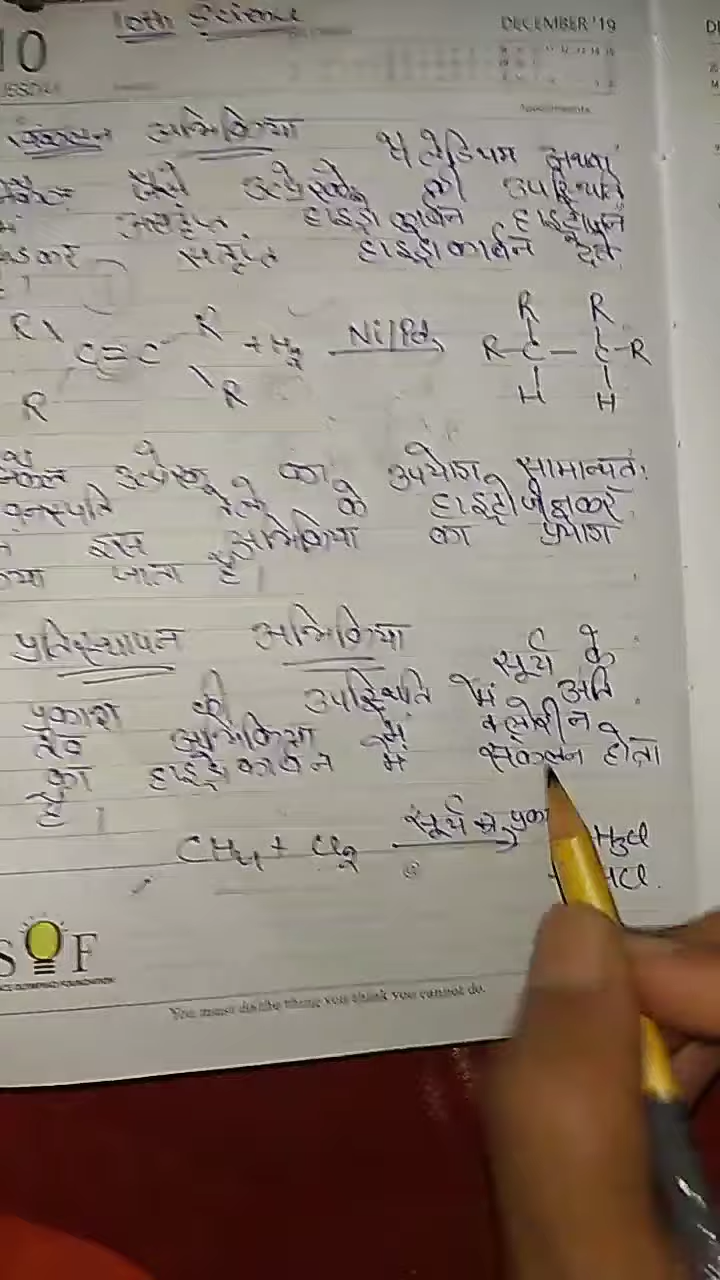 10th Science
DECEMBER '19
10
संकलन अभिक्रिया पैलेडियम अथवा
जैसे उत्प्रेरकों की उपस्थिति
असंतृप्त हाइड्रोकार्बन हाइड्रोजन
जोडकर संतृप्त हाइड्रोकार्बन देते
R R
C=C + H2 Ni/Pd
R R
R R
R-C-C-R
H H
उत्प्रेरक का उपयोग सामान्यतः
वनस्पति तेलों के हाइड्रोजनीकरण
में इस अभिक्रिया का प्रयोग
किया जाता है।
प्रतिस्थापन अभिक्रिया सूर्य के
प्रकाश की उपस्थिति में अति
तीव्र अभिक्रिया में क्लोरीन
का हाइड्रोकार्बन में संकलन होता
है।
CH4 + Cl2 सूर्य का प्रका H3Cl
HCl.
S F
You must do the thing you think you cannot do.